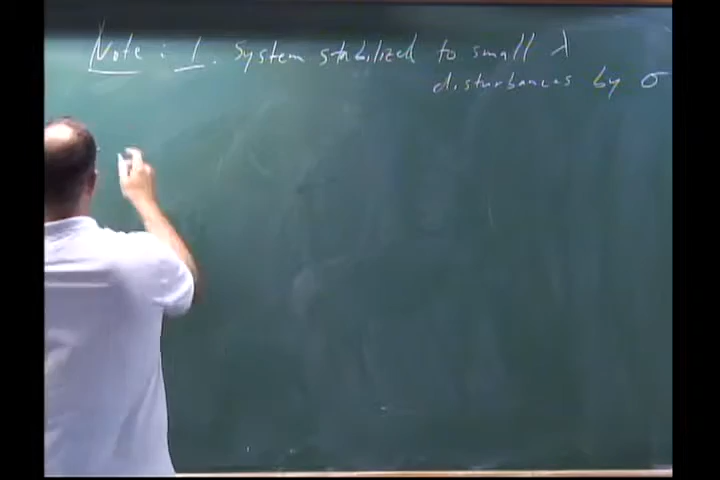 Note : 1. System stabilized to small λ
disturbances by σ